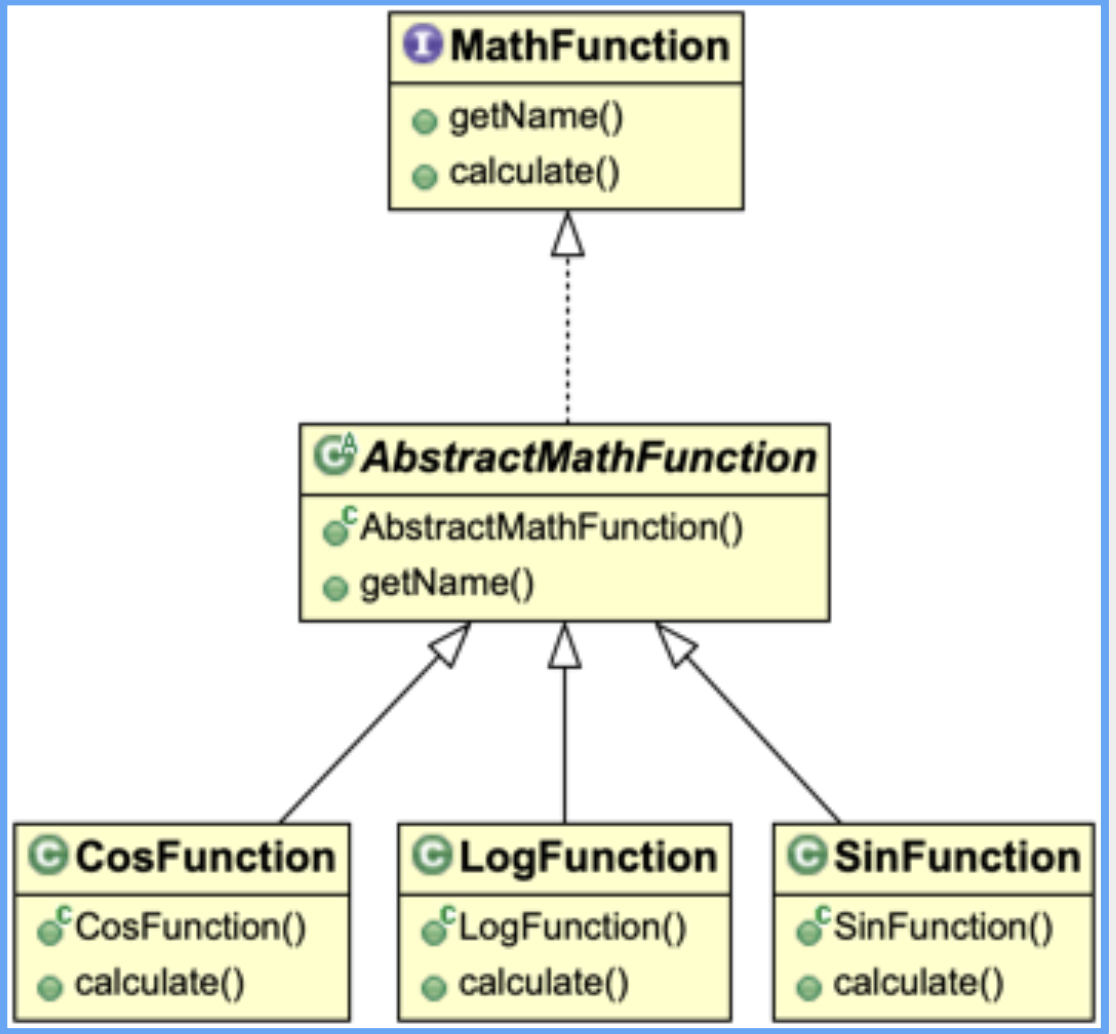 I MathFunction
getName()
calculate()
C A AbstractMathFunction
C AbstractMathFunction()
getName()
C CosFunction
C CosFunction()
calculate()
C LogFunction
C LogFunction()
calculate()
C SinFunction
C SinFunction()
calculate()